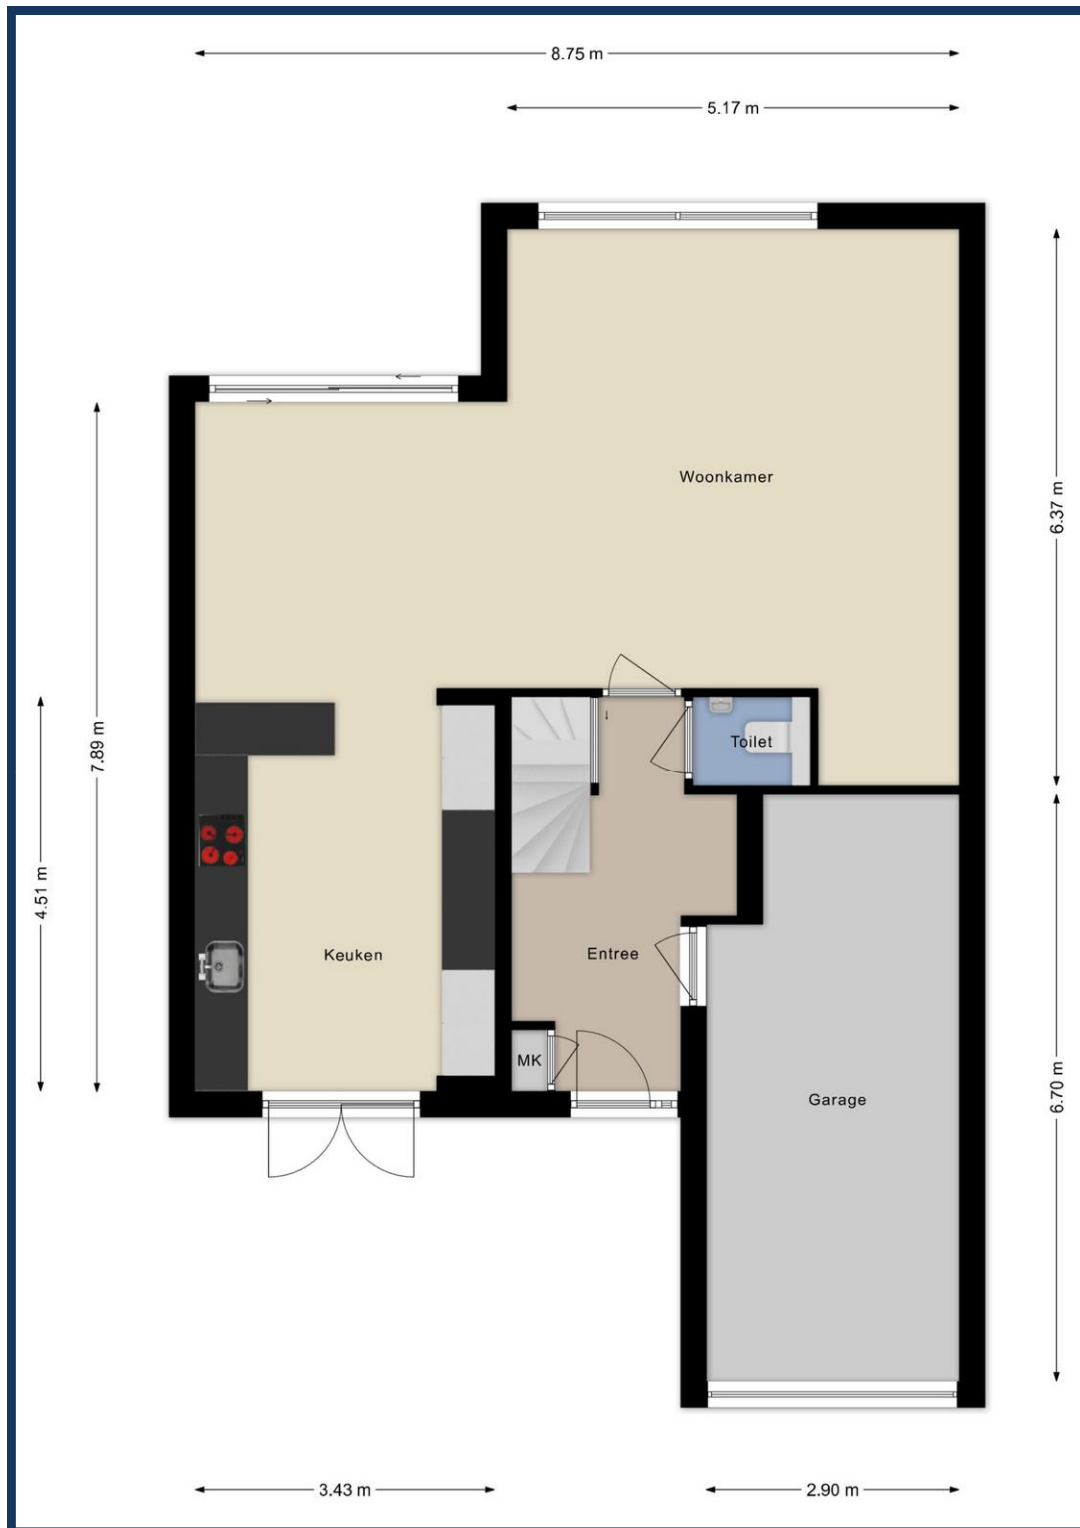 8.75 m
5.17 m
Woonkamer
6.37 m
7.89 m
Toilet
4.51 m
Keuken
Entree
MK
Garage
6.70 m
3.43 m
2.90 m